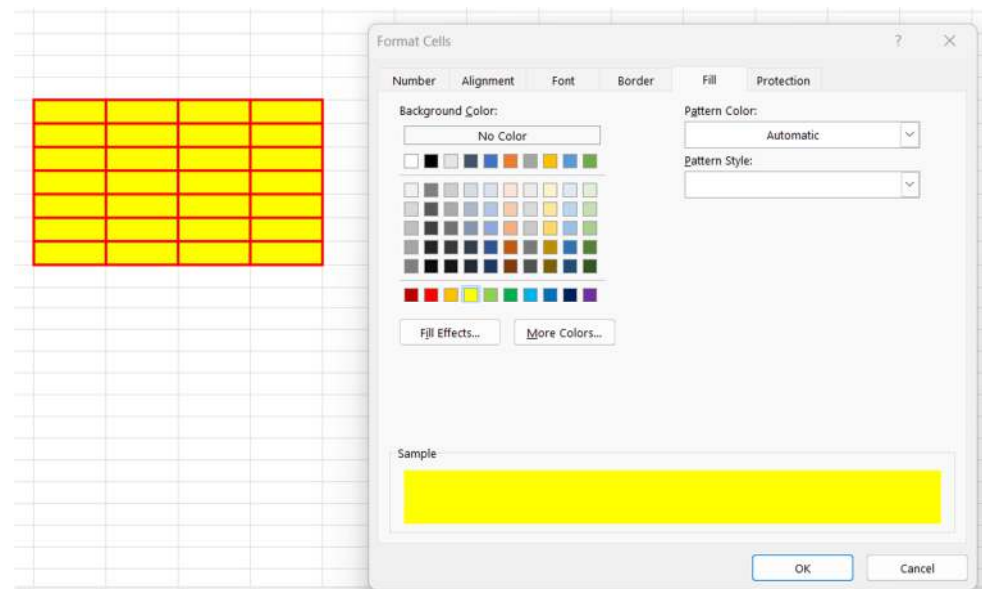 Format Cells ? ×
Number Alignment Font Border Fill Protection
Background Color: Pattern Color:
No Color Automatic
Pattern Style:
Fill Effects... More Colors...
Sample
OK Cancel